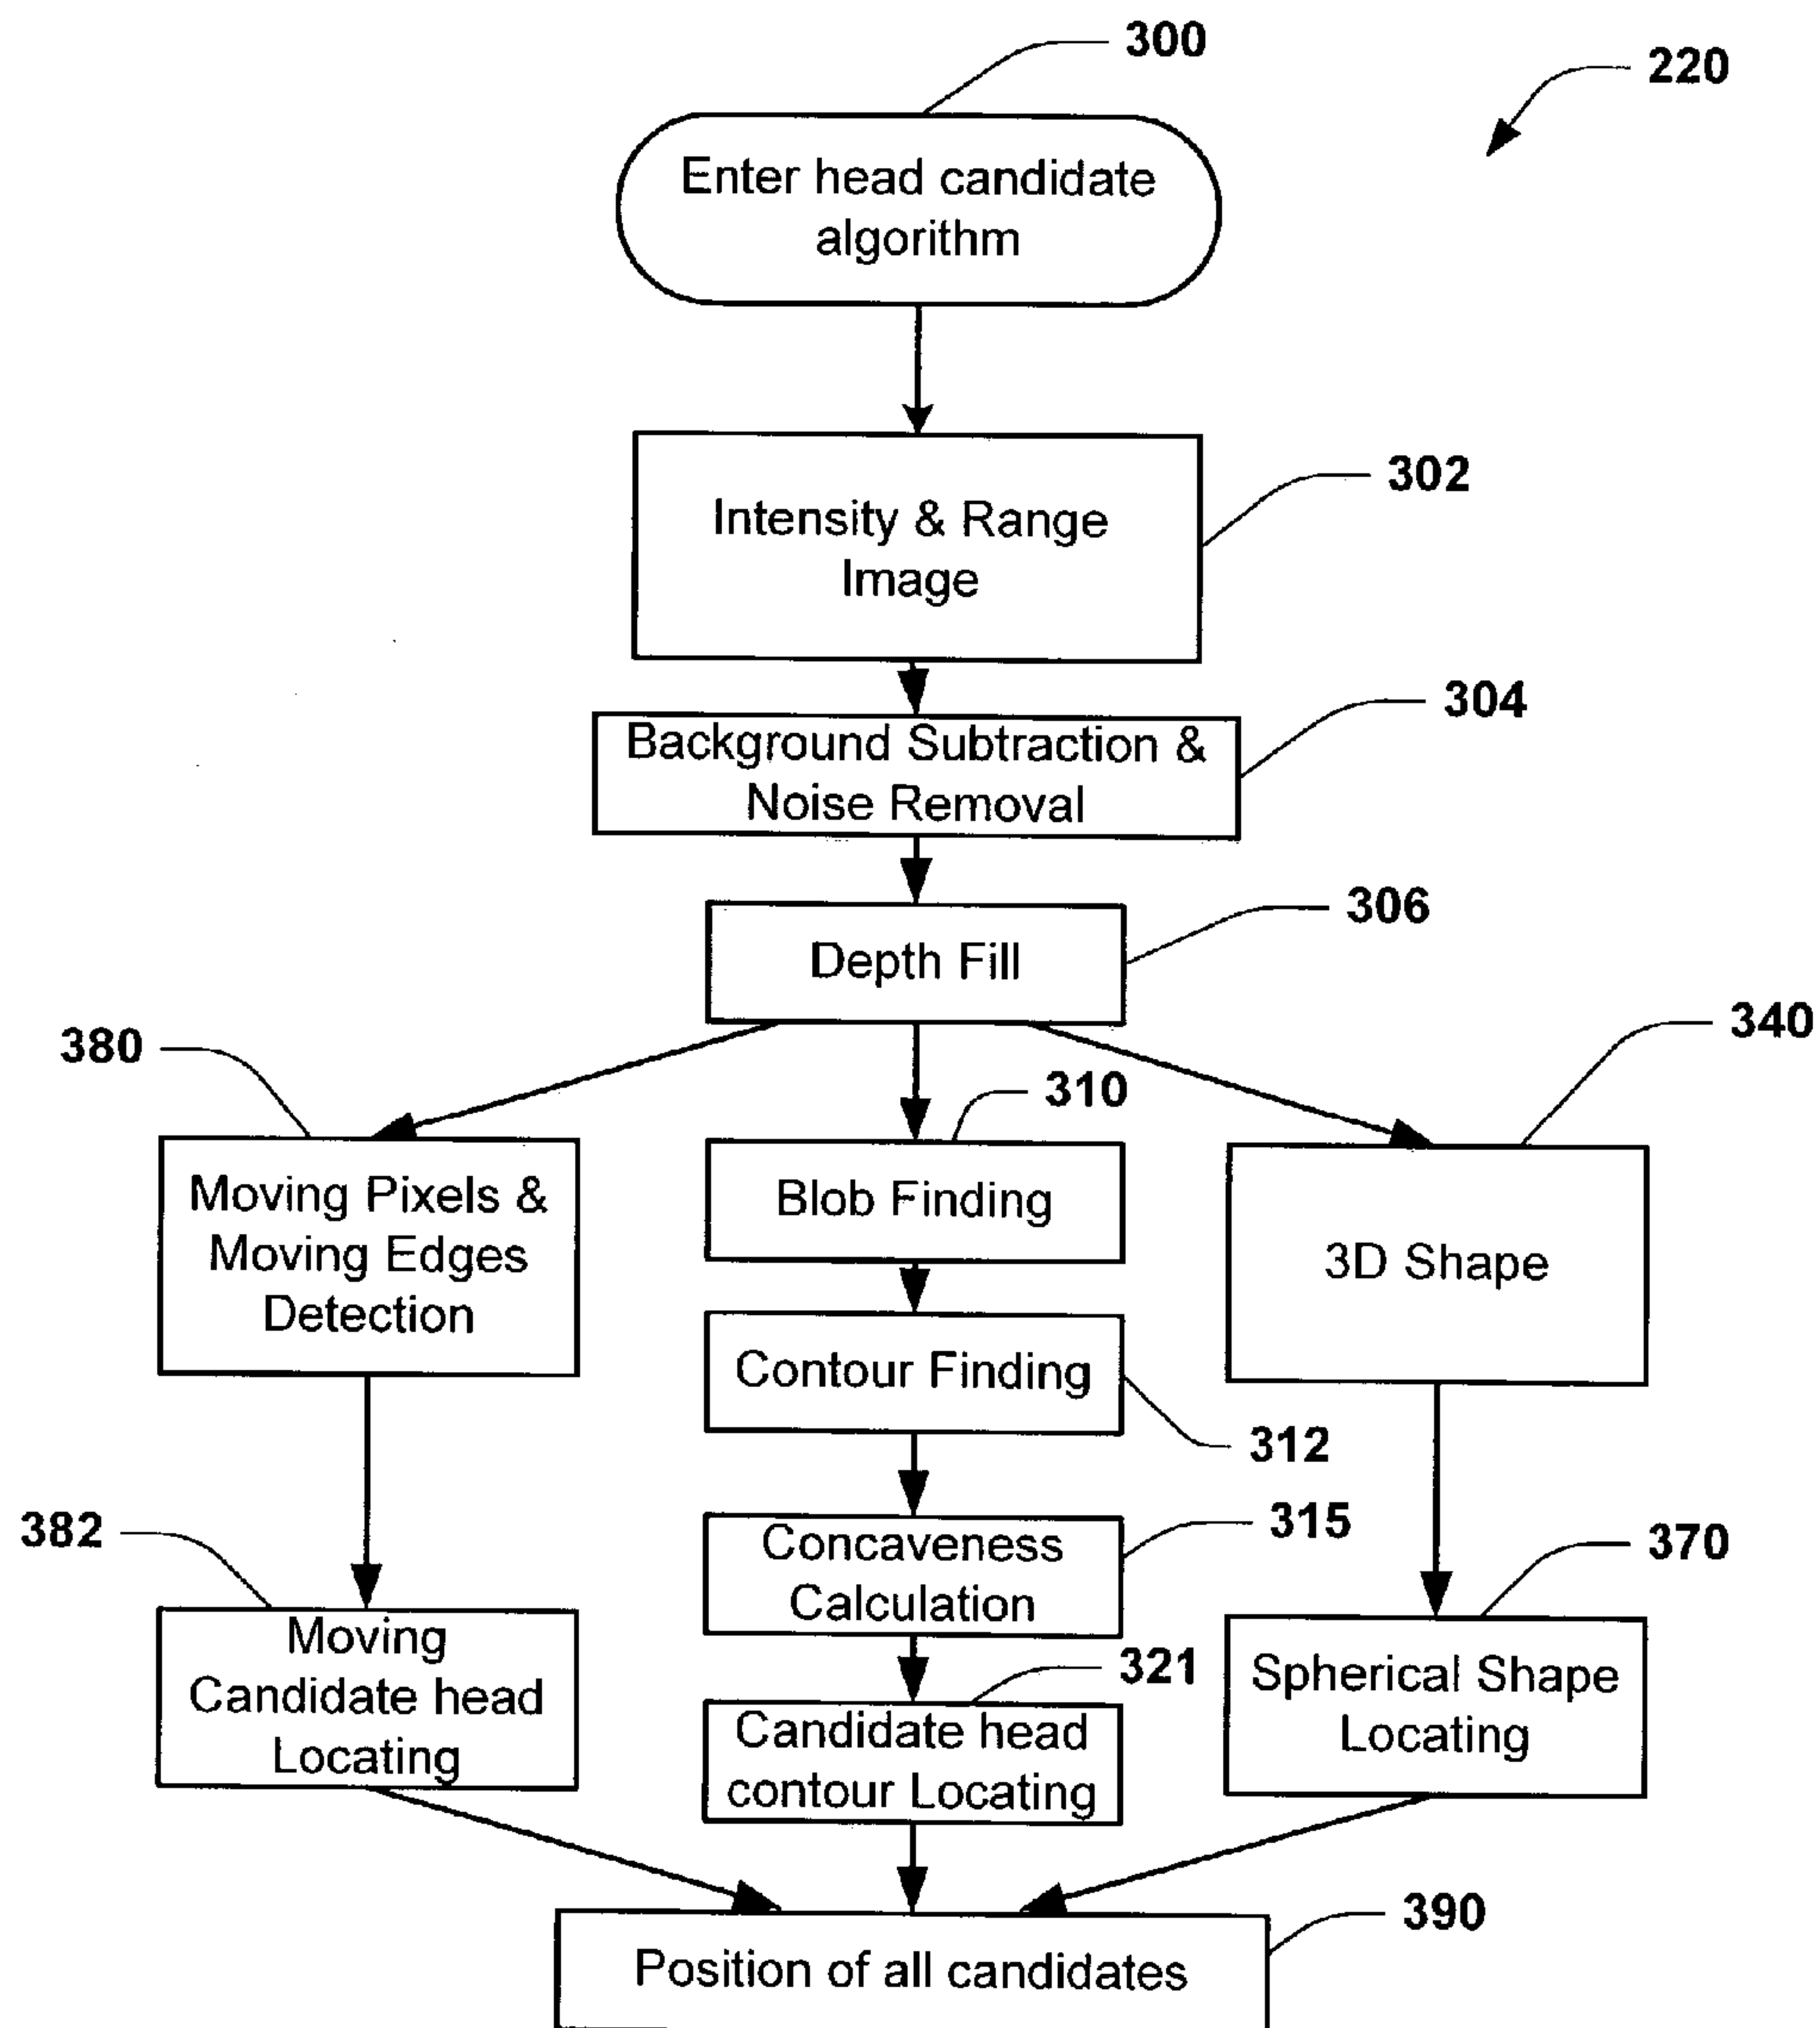 300
220
Enter head candidate
algorithm
302
Intensity & Range
Image
304
Background Subtraction &
Noise Removal
306
Depth Fill
380
310
340
Moving Pixels &
Moving Edges
Detection
Blob Finding
3D Shape
Contour Finding
312
382
315
370
Concaveness
Calculation
Moving
Candidate head
Locating
321
Candidate head
contour Locating
Spherical Shape
Locating
390
Position of all candidates